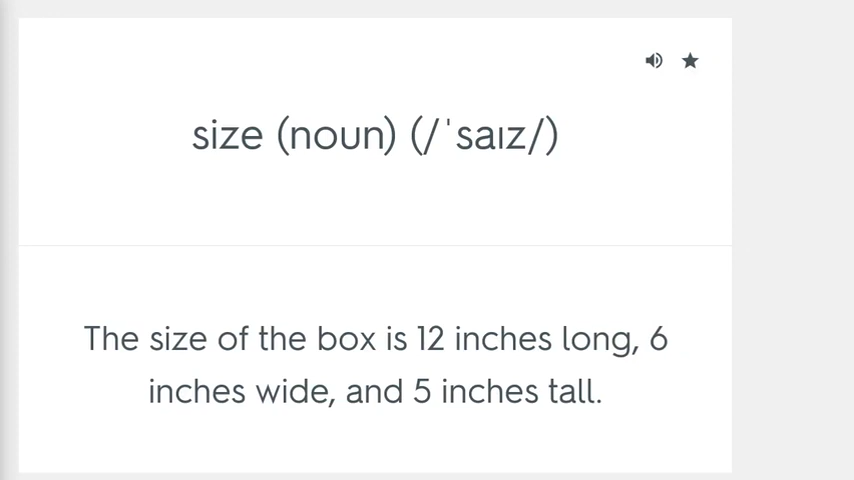 size (noun) (/ˈsaɪz/)
The size of the box is 12 inches long, 6
inches wide, and 5 inches tall.